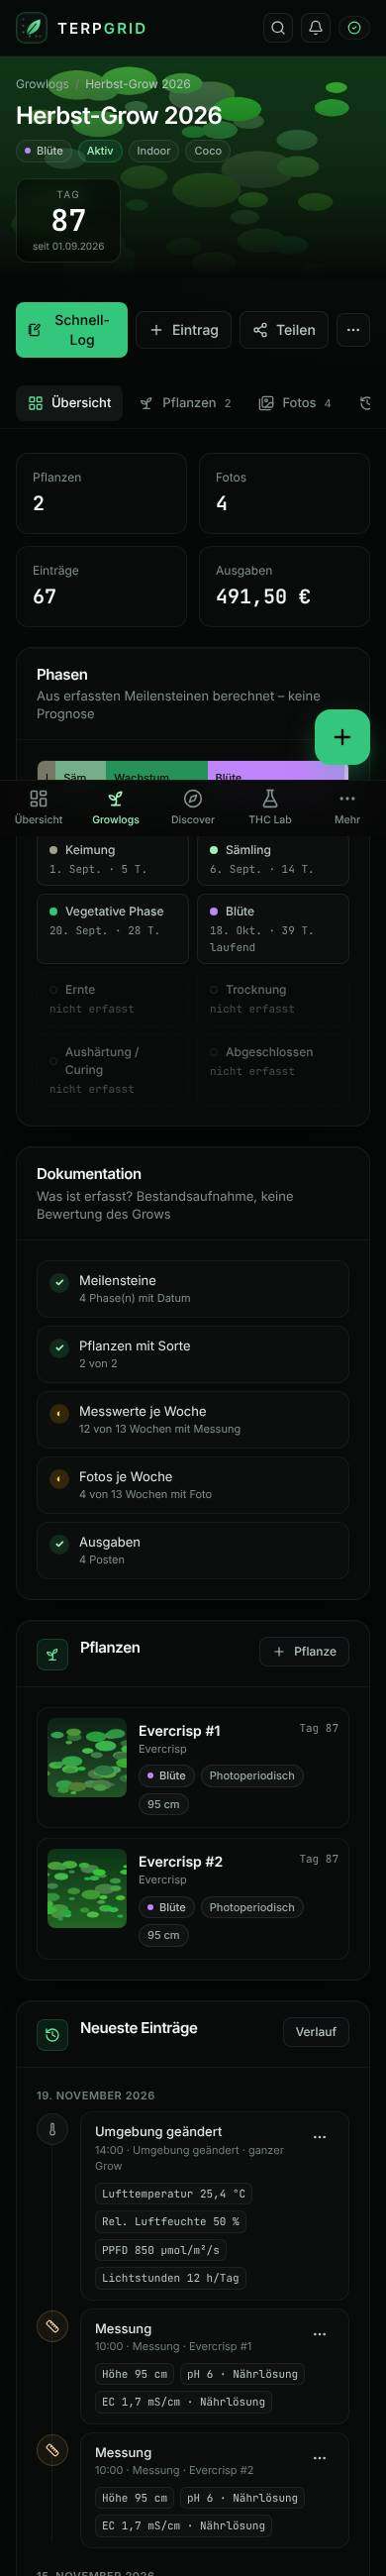 TERPGRID
Growlogs / Herbst-Grow 2026
Herbst-Grow 2026
Blüte Aktiv Indoor Coco
TAG
87
seit 01.09.2026
Schnell-
Log
Eintrag
Teilen
Übersicht
Pflanzen 2
Fotos 4
Pflanzen
2
Fotos
4
Einträge
67
Ausgaben
491,50 €
Phasen
Aus erfassten Meilensteinen berechnet – keine
Prognose
Säm Wachstum Blüte
Übersicht
Growlogs
Discover
THC Lab
Mehr
Keimung
1. Sept. · 5 T.
Sämling
6. Sept. · 14 T.
Vegetative Phase
20. Sept. · 28 T.
Blüte
18. Okt. · 39 T.
laufend
Ernte
nicht erfasst
Trocknung
nicht erfasst
Aushärtung /
Curing
nicht erfasst
Abgeschlossen
nicht erfasst
Dokumentation
Was ist erfasst? Bestandsaufnahme, keine
Bewertung des Grows
Meilensteine
4 Phase(n) mit Datum
Pflanzen mit Sorte
2 von 2
Messwerte je Woche
12 von 13 Wochen mit Messung
Fotos je Woche
4 von 13 Wochen mit Foto
Ausgaben
4 Posten
Pflanzen
Pflanze
Evercrisp #1
Tag 87
Evercrisp
Blüte Photoperiodisch
95 cm
Evercrisp #2
Tag 87
Evercrisp
Blüte Photoperiodisch
95 cm
Neueste Einträge
Verlauf
19. NOVEMBER 2026
Umgebung geändert
14:00 · Umgebung geändert · ganzer
Grow
Lufttemperatur 25,4 °C
Rel. Luftfeuchte 50 %
PPFD 850 µmol/m²/s
Lichtstunden 12 h/Tag
Messung
10:00 · Messung · Evercrisp #1
Höhe 95 cm pH 6 · Nährlösung
EC 1,7 mS/cm · Nährlösung
Messung
10:00 · Messung · Evercrisp #2
Höhe 95 cm pH 6 · Nährlösung
EC 1,7 mS/cm · Nährlösung